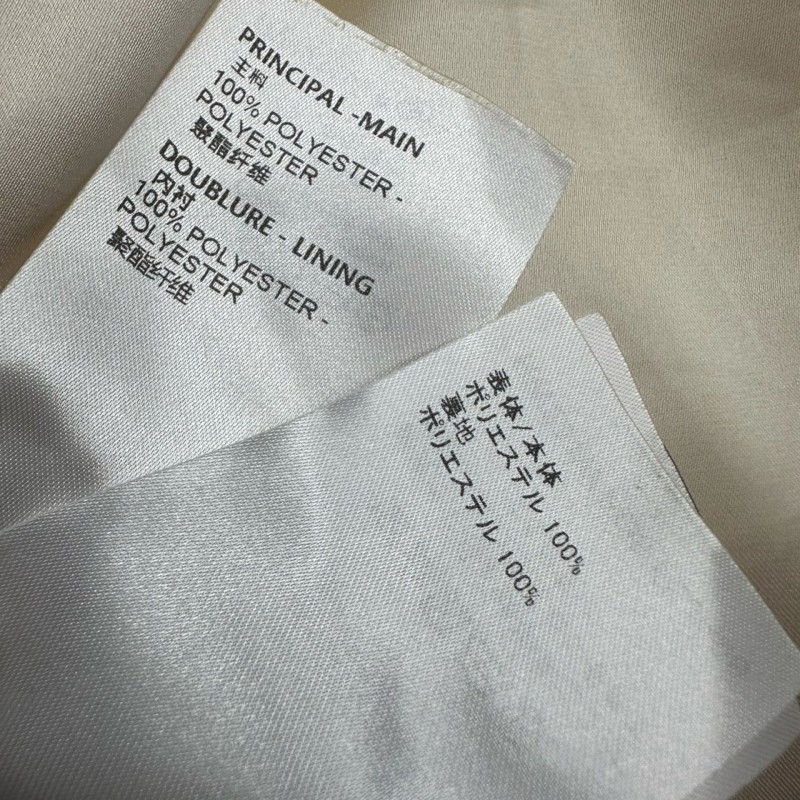 PRINCIPAL -MAIN
主料
100% POLYESTER -
POLYESTER
聚酯纤维
DOUBLURE - LINING
内衬
100% POLYESTER -
POLYESTER
聚酯纤维
表体/本体
ポリエステル 100%
裏地
ポリエステル 100%